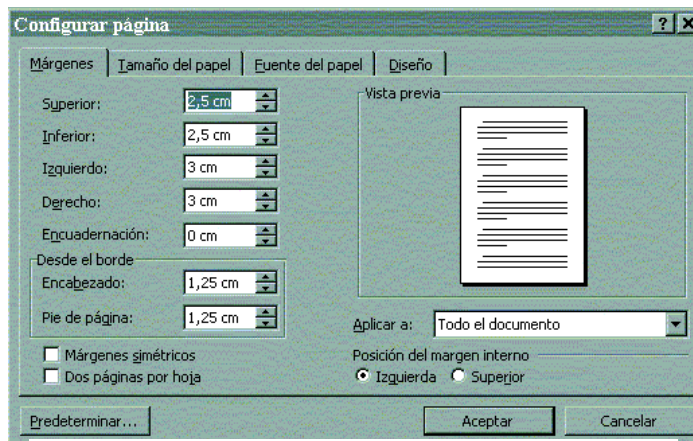 Configurar página
Márgenes Tamaño del papel Fuente del papel Diseño
Superior: 2,5 cm
Inferior: 2,5 cm
Izquierdo: 3 cm
Derecho: 3 cm
Encuadernación: 0 cm
Desde el borde
Encabezado: 1,25 cm
Pie de página: 1,25 cm
Márgenes simétricos
Dos páginas por hoja
Vista previa
Aplicar a: Todo el documento
Posición del margen interno
Izquierda Superior
Predeterminar... Aceptar Cancelar